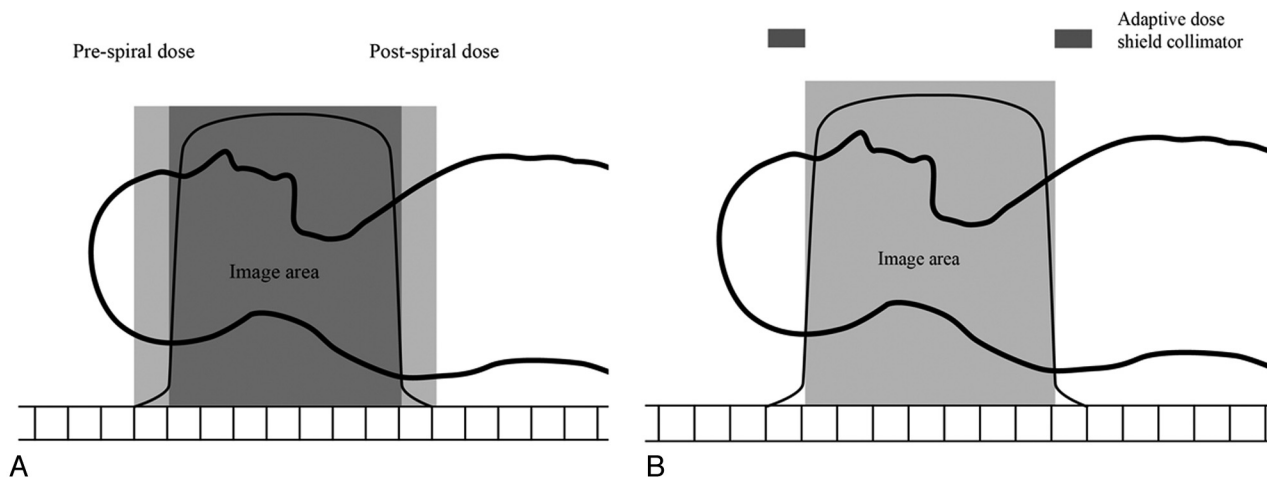 Pre-spiral dose
Post-spiral dose
Adaptive dose
shield collimator
Image area
Image area
A
B